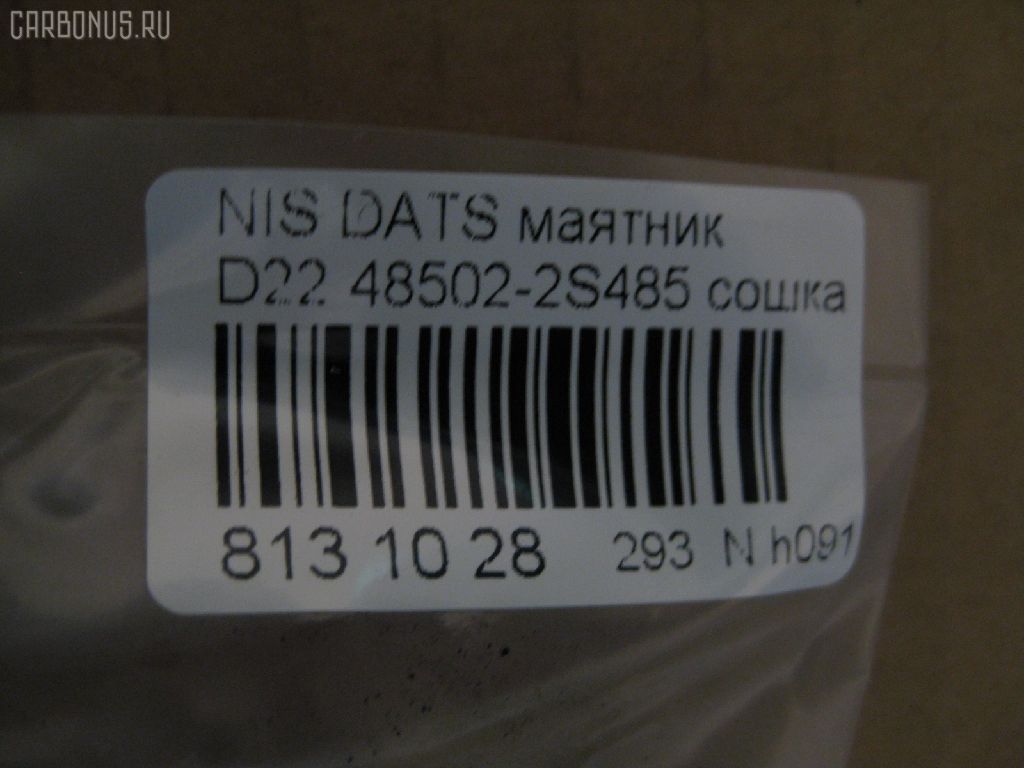 CARBONUS.RU
NIS DATS маятник
D22 48502-2S485 сошка
813 10 28 293 N h091